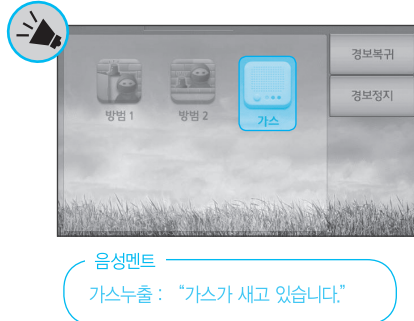 경보복귀
경보정지
방범 1
방범 2
가스
음성멘트
가스누출 : “가스가 새고 있습니다.”